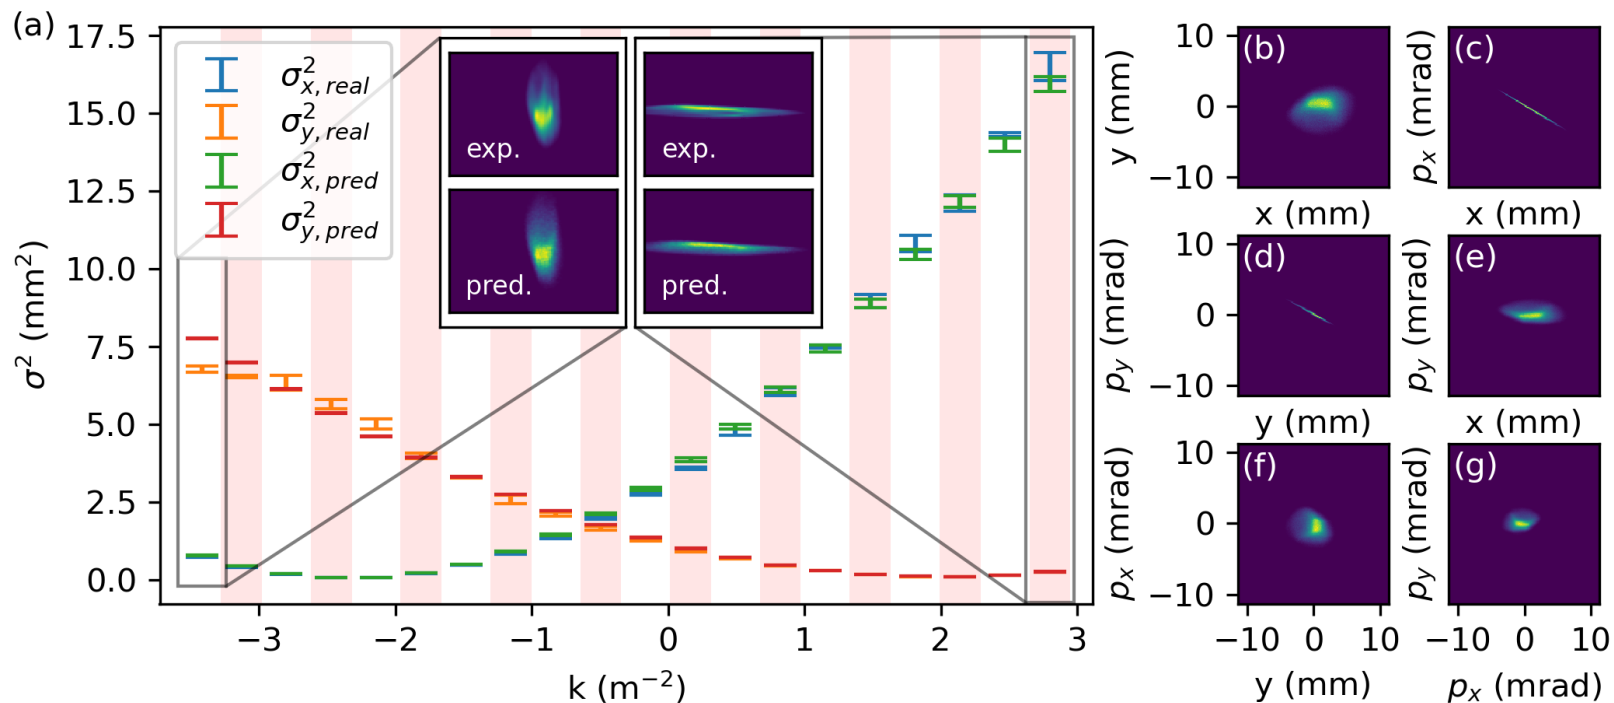 (a)
17.5
15.0
12.5
10.0
7.5
5.0
2.5
0.0
σ² (mm²)
σ²x, real
σ²y, real
σ²x, pred
σ²y, pred
exp.
pred.
exp.
pred.
−3
−2
−1
0
1
2
3
k (m⁻²)
(b)
10
0
−10
y (mm)
x (mm)
(c)
pₓ (mrad)
x (mm)
(d)
10
0
−10
p_y (mrad)
y (mm)
(e)
p_y (mrad)
x (mm)
(f)
10
0
−10
pₓ (mrad)
−10
0
10
y (mm)
(g)
p_y (mrad)
−10
0
10
pₓ (mrad)